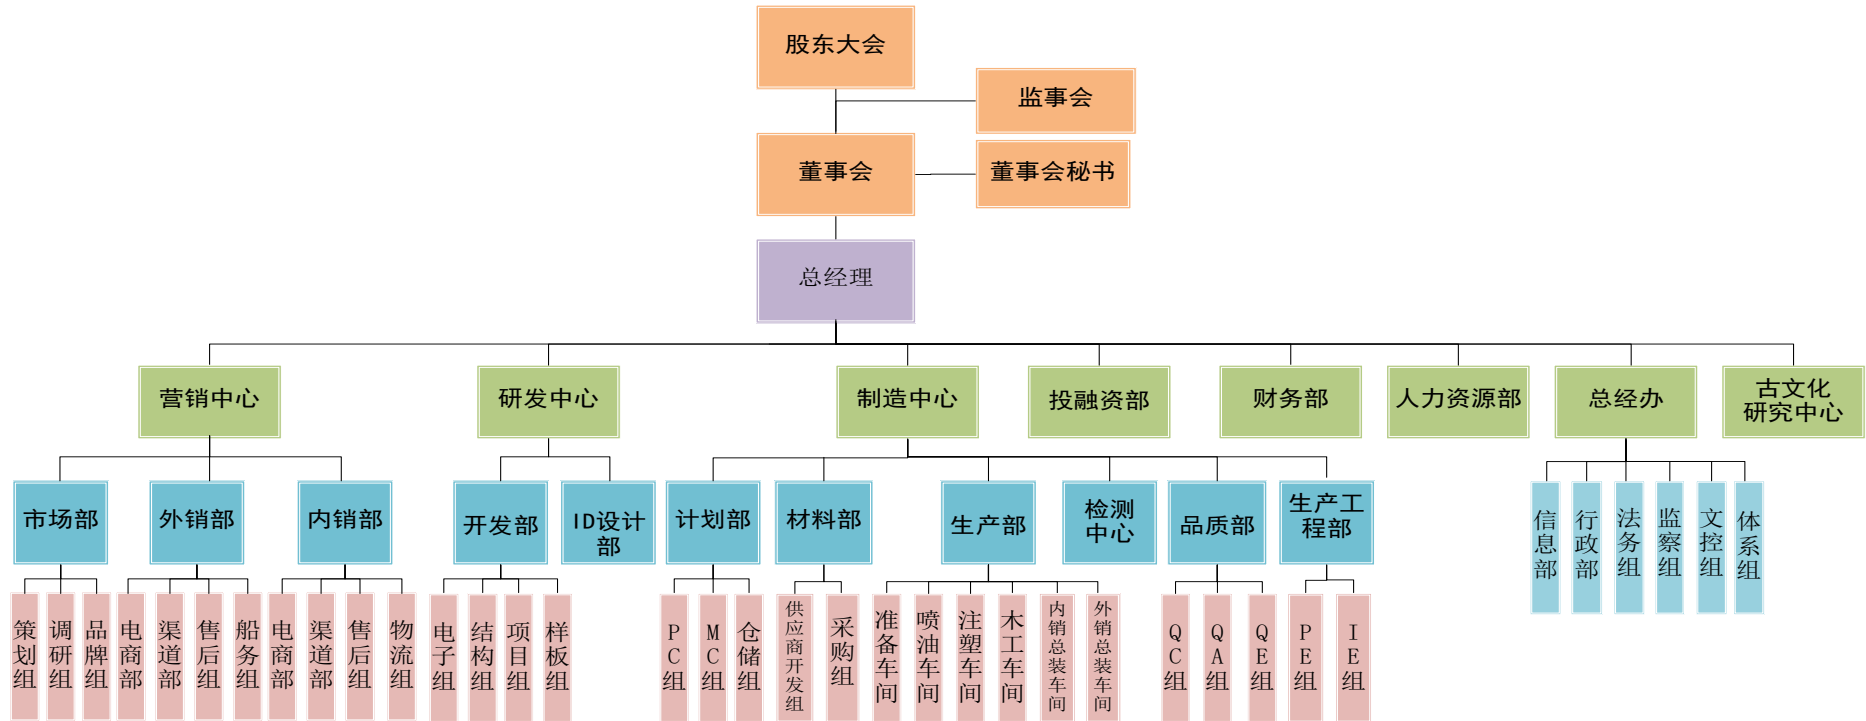 股东大会
监事会
董事会
董事会秘书
总经理
营销中心
研发中心
制造中心
投融资部
财务部
人力资源部
总经办
古文化
研究中心
市场部
外销部
内销部
开发部
ID设计
部
计划部
材料部
生产部
检测
中心
品质部
生产工
程部
信息部
行政部
法务组
监察组
文控组
体系组
策划组
调研组
品牌组
电商部
渠道部
售后组
船务组
电商部
渠道部
售后组
物流组
电子组
结构组
项目组
样板组
PC组
MC组
仓储组
供应商开发组
采购组
准备车间
喷油车间
注塑车间
木工车间
内销总装车间
外销总装车间
QC组
QA组
QE组
PE组
IE组